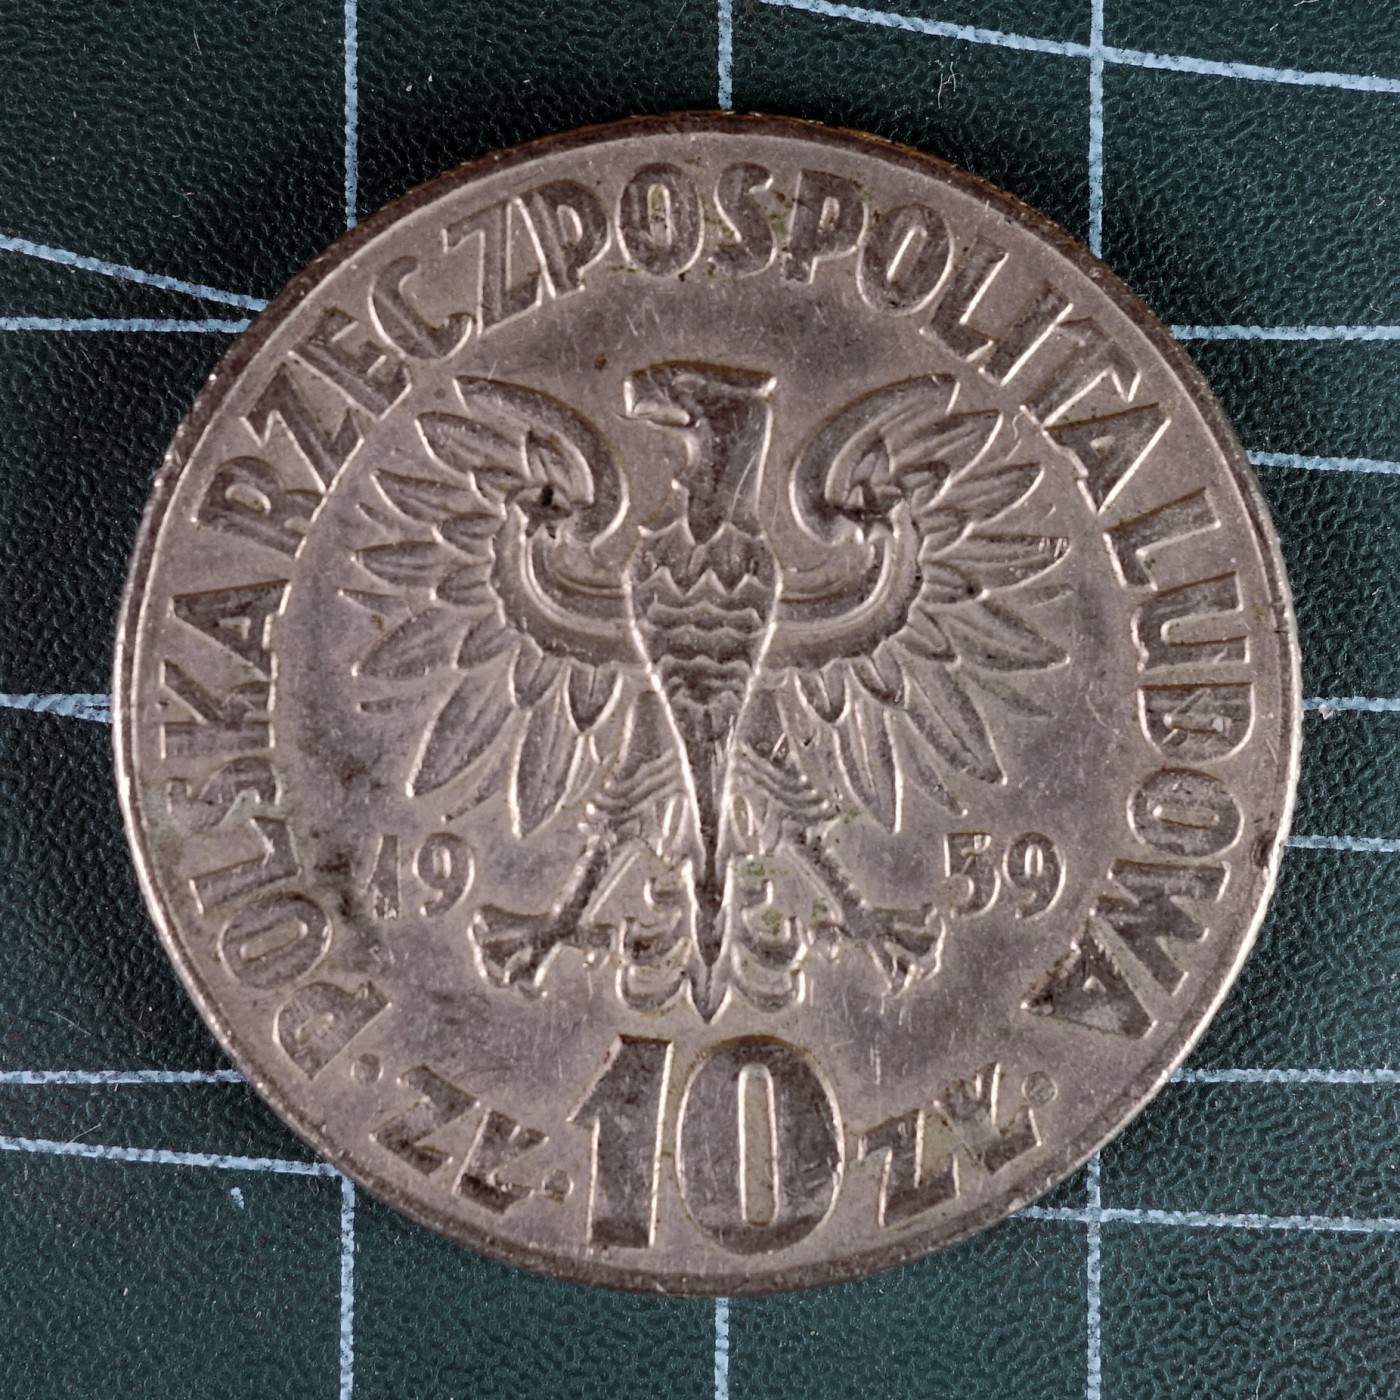 POLSKA RZECZPOSPOLITA LUDOWA
19 59
•ZŁ•10 ZŁ•